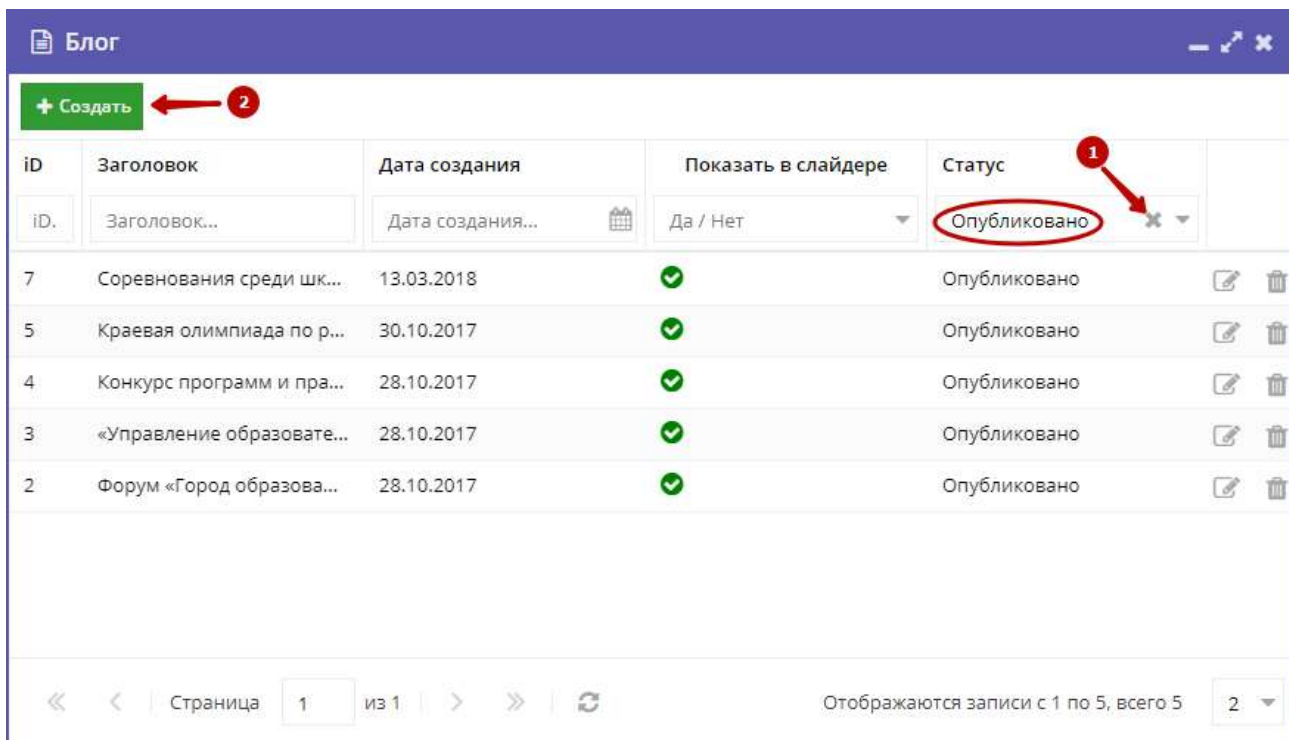 Блог
+ Создать 2
iD Заголовок Дата создания Показать в слайдере Статус 1
iD. Заголовок... Дата создания... Да / Нет Опубликовано
7 Соревнования среди шк... 13.03.2018 Опубликовано
5 Краевая олимпиада по р... 30.10.2017 Опубликовано
4 Конкурс программ и пра... 28.10.2017 Опубликовано
3 «Управление образовате... 28.10.2017 Опубликовано
2 Форум «Город образова... 28.10.2017 Опубликовано
Страница 1 из 1 Отображаются записи с 1 по 5, всего 5 2